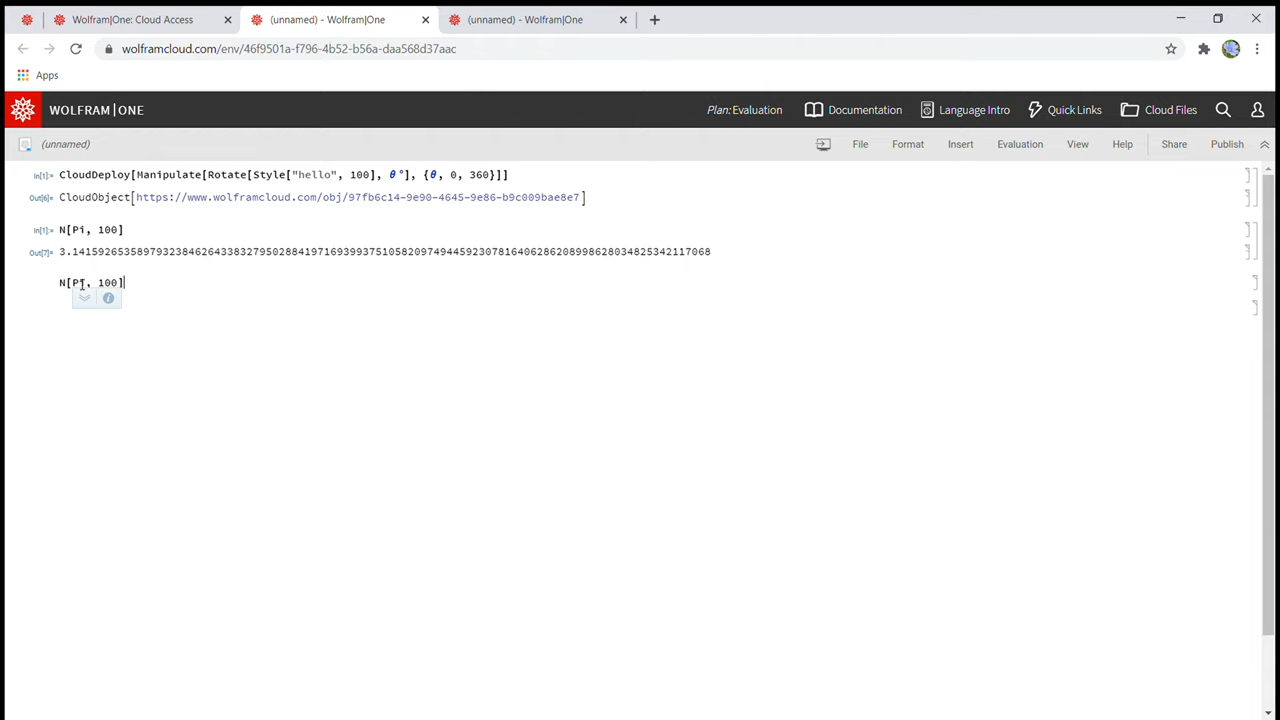 Wolfram|One: Cloud Access
(unnamed) - Wolfram|One
(unnamed) - Wolfram|One
wolframcloud.com/env/46f9501a-f796-4b52-b56a-daa568d37aac
Apps
WOLFRAM|ONE
Plan: Evaluation
Documentation
Language Intro
Quick Links
Cloud Files
(unnamed)
File
Format
Insert
Evaluation
View
Help
Share
Publish
In[1]:= CloudDeploy[Manipulate[Rotate[Style["hello", 100], θ °], {θ, 0, 360}]]
Out[6]= CloudObject[https://www.wolframcloud.com/obj/97fb6c14-9e90-4645-9e86-b9c009bae8e7]
In[1]:= N[Pi, 100]
Out[7]= 3.141592653589793238462643383279502884197169399375105820974944592307816406286208998628034825342117068
N[Pi, 100]